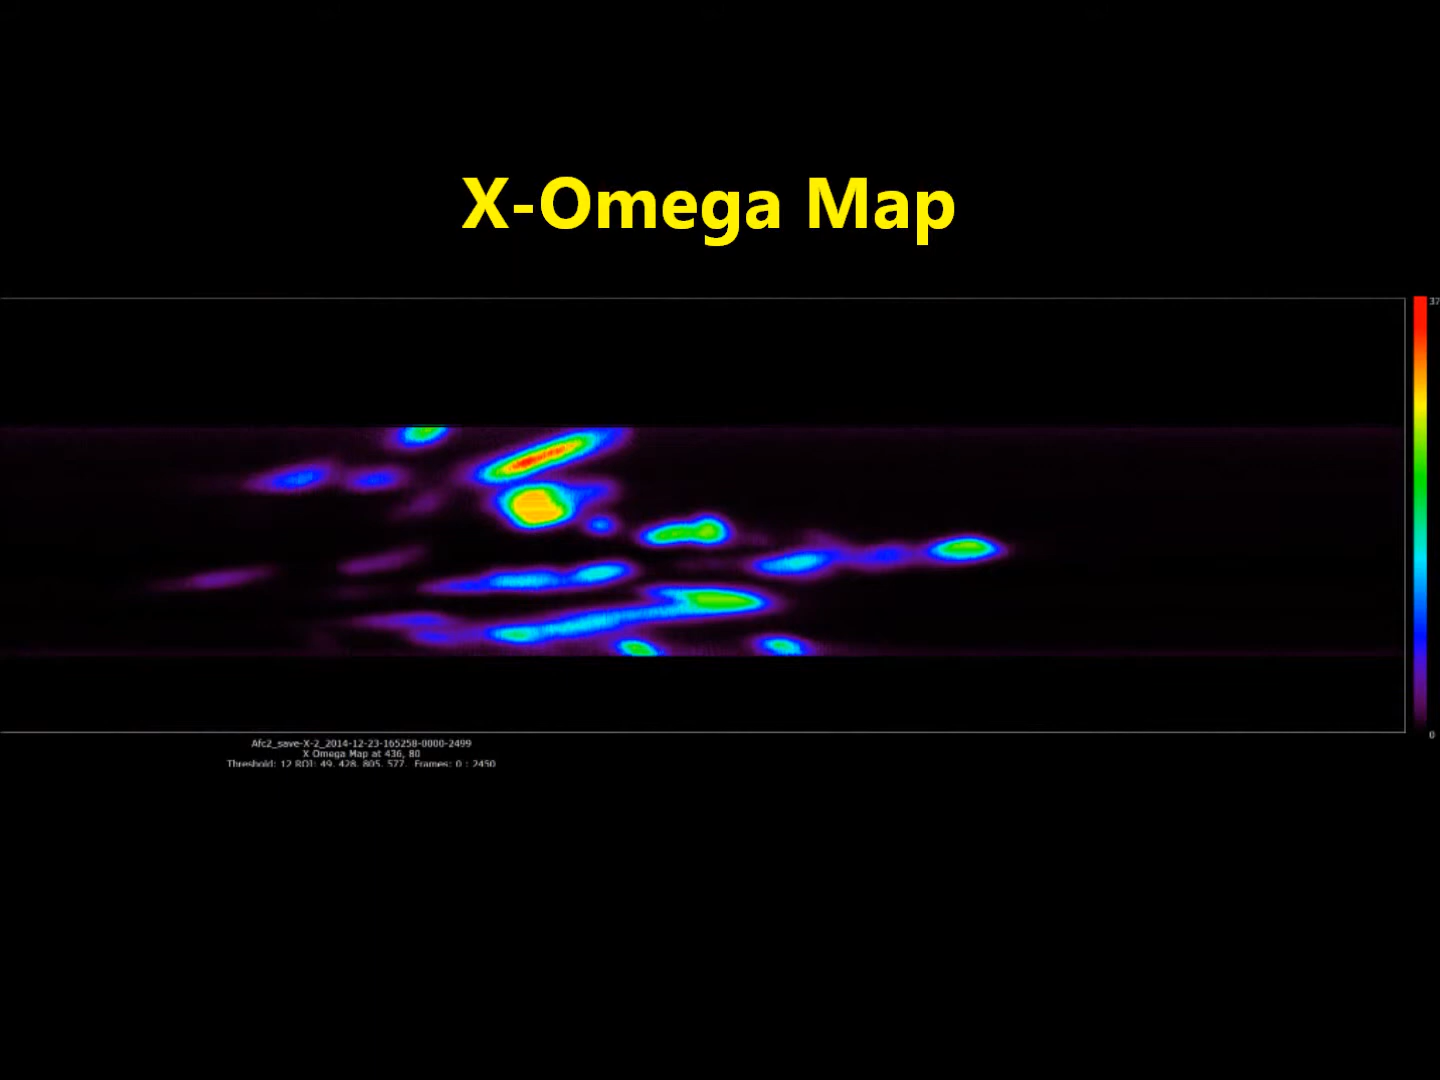 X-Omega Map
37
0
Afc2_save-X-2_2014-12-23-165258-0000-2499
X Omega Map at 436, 80
Threshold: 12 ROI: 49, 428, 805, 577, Frames: 0 : 2450